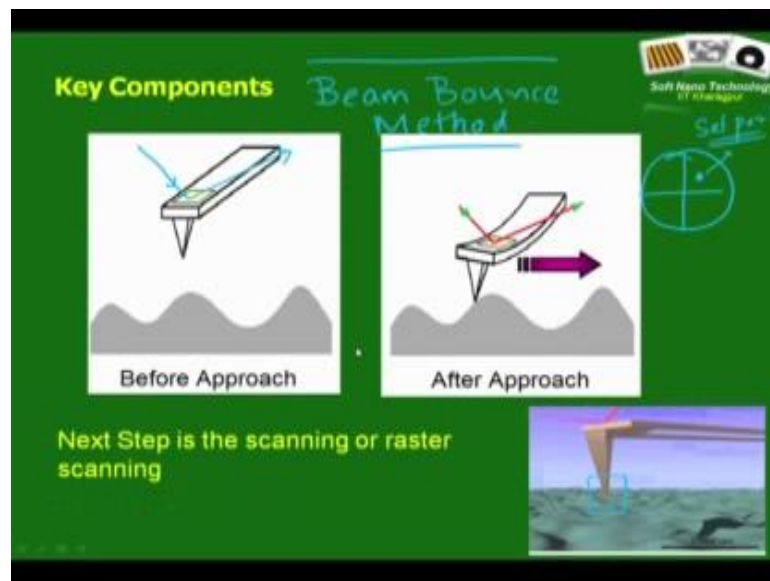 Key Components
Beam Bounce
Method
Soft Nano Technology
IIT Kharagpur
Set
Before Approach
After Approach
Next Step is the scanning or raster
scanning